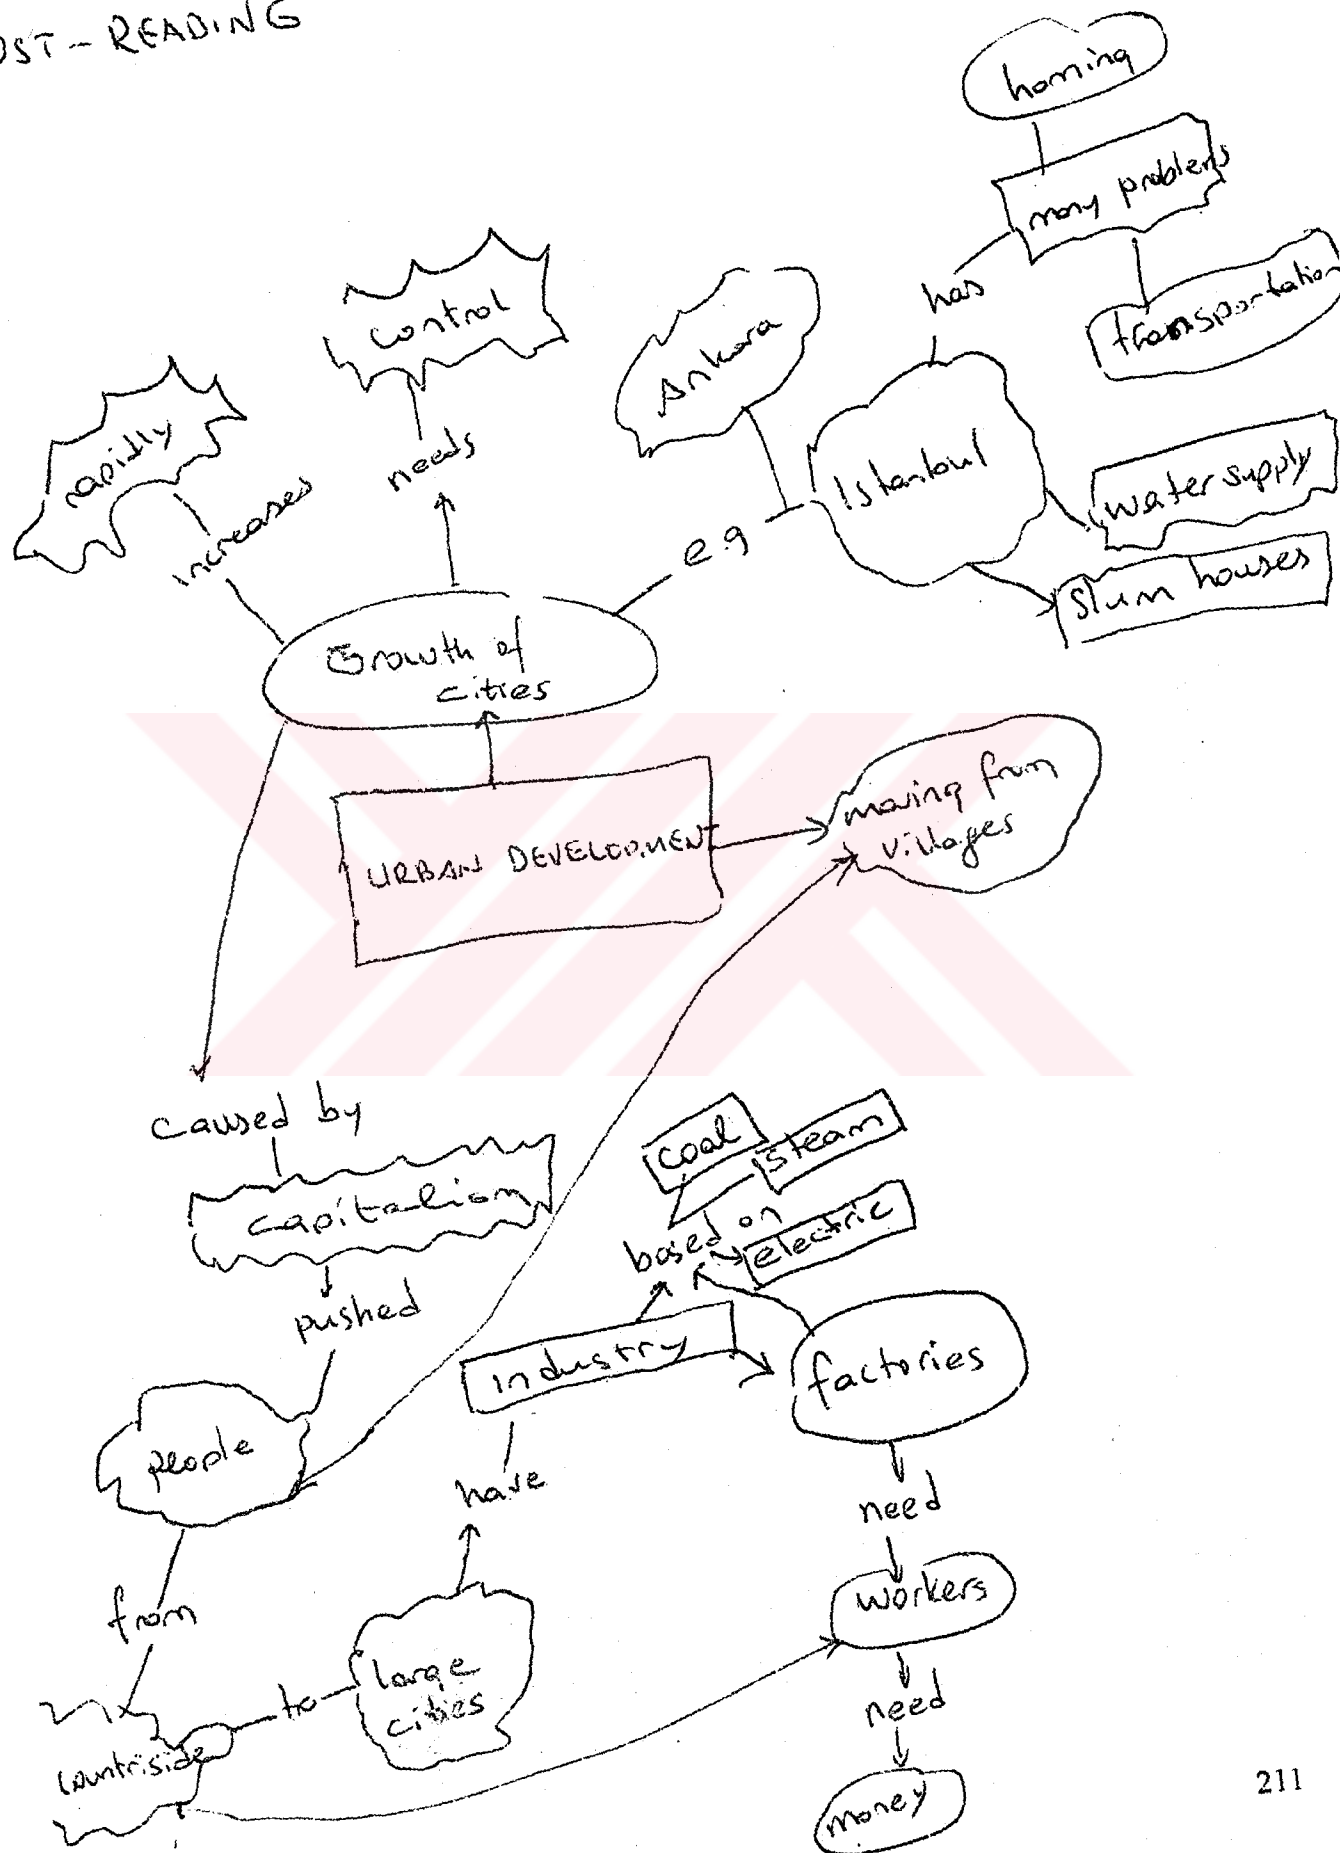 OST - READING
homing
many problems
has
transportation
control
Ankara
rapidly
needs
Istanbul
increases
e.g
water supply
slum houses
Growth of
cities
moving from
villages
URBAN DEVELOPMENT
caused by
coal
steam
capitalism
based on
electric
pushed
industry
factories
people
have
need
from
workers
large
cities
to
need
countriside
money
211